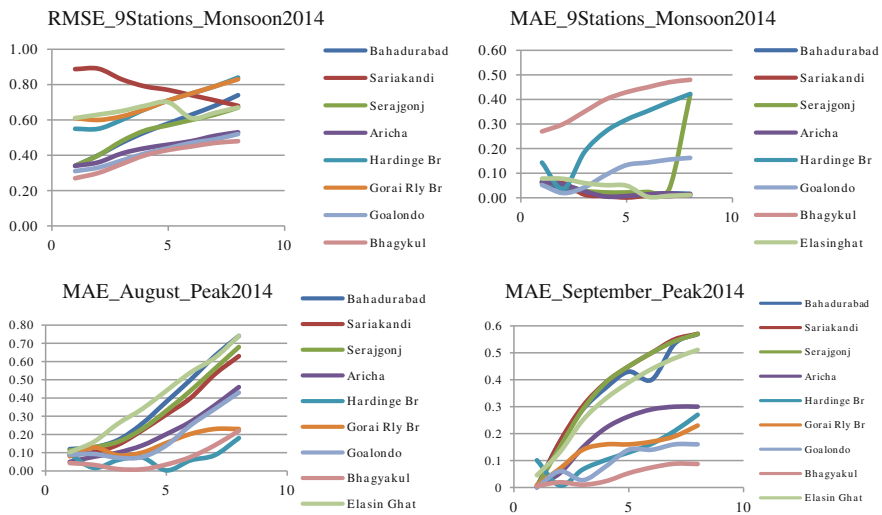 RMSE_9Stations_Monsoon2014
1.00
0.80
0.60
0.40
0.20
0.00
0 5 10
Bahadurabad
Sariakandi
Serajgonj
Aricha
Hardinge Br
Gorai Rly Br
Goalondo
Bhagykul
MAE_9Stations_Monsoon2014
0.60
0.50
0.40
0.30
0.20
0.10
0.00
0 5 10
Bahadurabad
Sariakandi
Serajgonj
Aricha
Hardinge Br
Goalondo
Bhagykul
Elasinghat
MAE_August_Peak2014
0.80
0.70
0.60
0.50
0.40
0.30
0.20
0.10
0.00
0 5 10
Bahadurabad
Sariakandi
Serajgonj
Aricha
Hardinge Br
Gorai Rly Br
Goalondo
Bhagyakul
Elasin Ghat
MAE_September_Peak2014
0.6
0.5
0.4
0.3
0.2
0.1
0
0 5 10
Bahadurabad
Sariakandi
Serajgonj
Aricha
Hardinge Br
Gorai Rly Br
Goalondo
Bhagyakul
Elasin Ghat